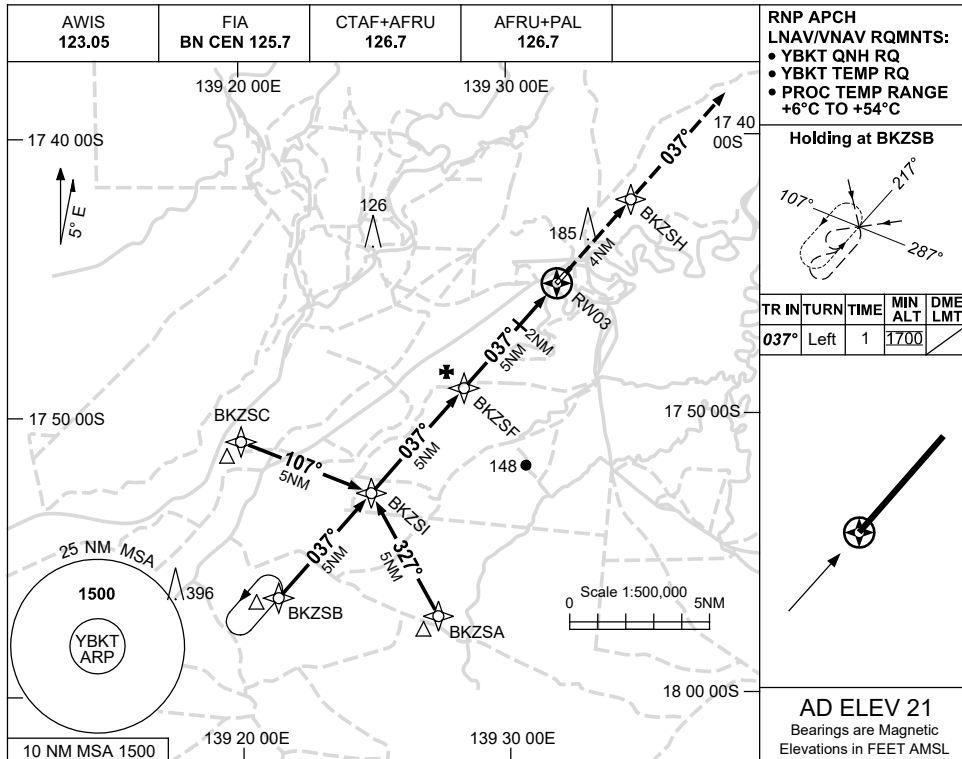 AWIS
123.05
FIA
BN CEN 125.7
CTAF+AFRU
126.7
AFRU+PAL
126.7
RNP APCH
LNAV/VNAV RQMNTS:
• YBKT QNH RQ
• YBKT TEMP RQ
• PROC TEMP RANGE
+6°C TO +54°C
139 20 00E
139 30 00E
17 40 00S
17 40
00S
5° E
126
185
037°
BKZSH
4NM
RW03
2NM
037°
5NM
BKZSF
17 50 00S
17 50 00S
BKZSC
107°
5NM
037°
5NM
148
BKZSI
037°
5NM
327°
5NM
25 NM MSA
1500
YBKT
ARP
396
BKZSB
BKZSA
Scale 1:500,000
0
5NM
18 00 00S
10 NM MSA 1500
139 20 00E
139 30 00E
Holding at BKZSB
107°
217°
287°
TR IN TURN TIME MIN ALT DME LMT
037° Left 1 1700
AD ELEV 21
Bearings are Magnetic
Elevations in FEET AMSL